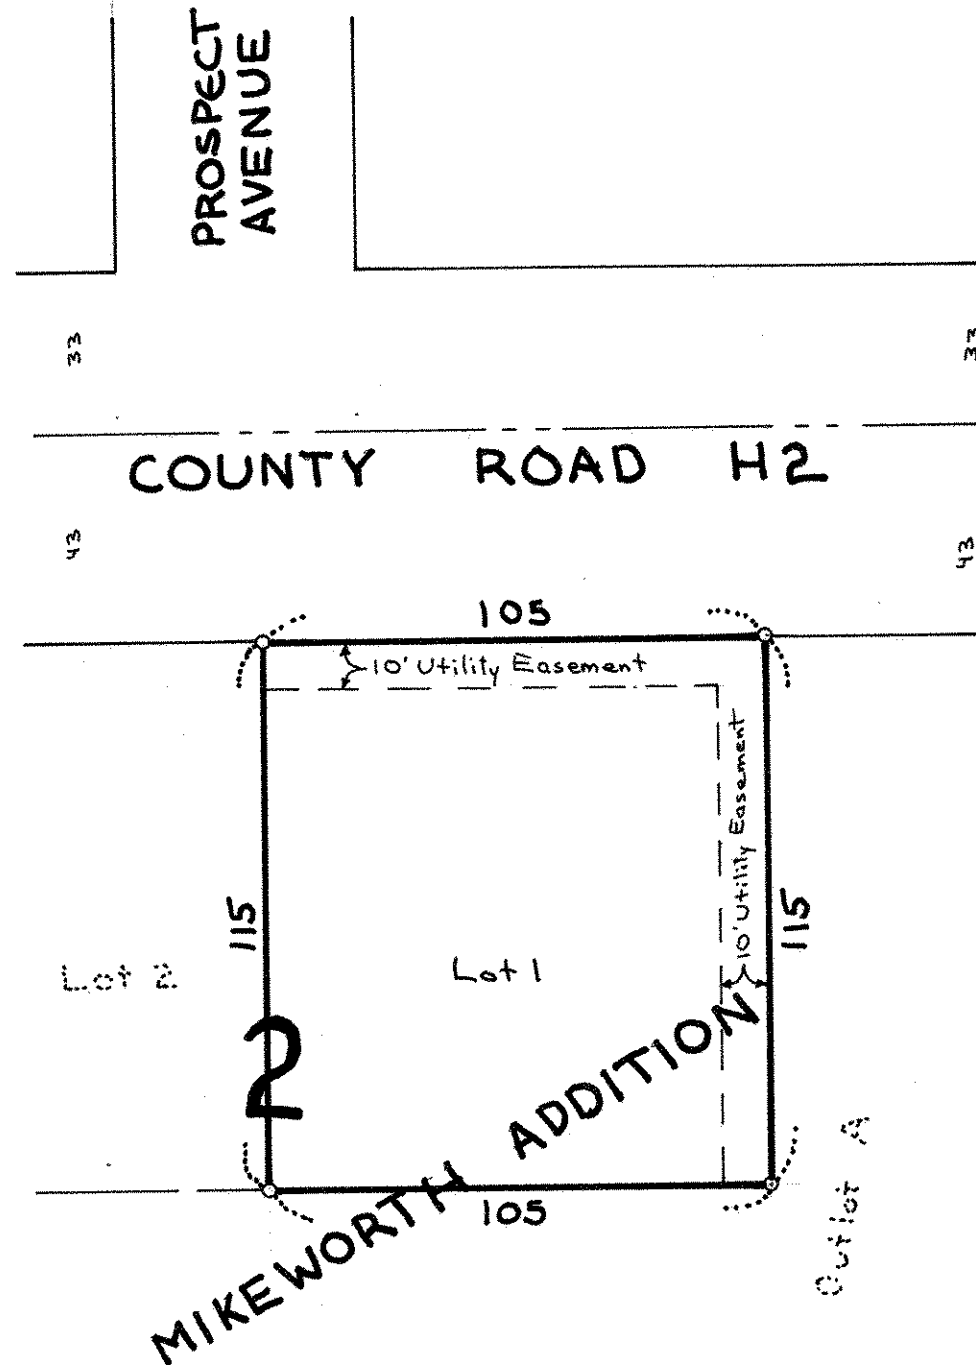 PROSPECT
AVENUE
33
33
COUNTY ROAD H2
43
43
105
10' Utility Easement
10' Utility Easement
115
115
Lot 2
Lot 1
2
MIKEWORTH ADDITION
105
Outlot A